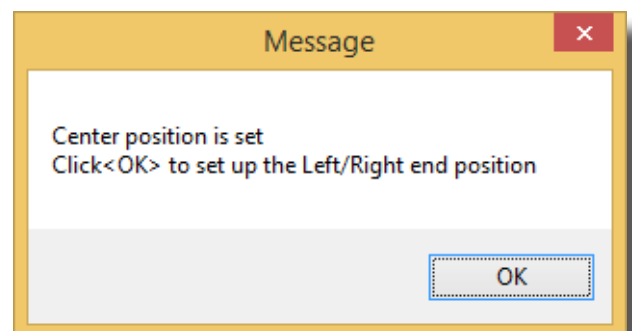 Message
Center position is set
Click<OK> to set up the Left/Right end position
OK